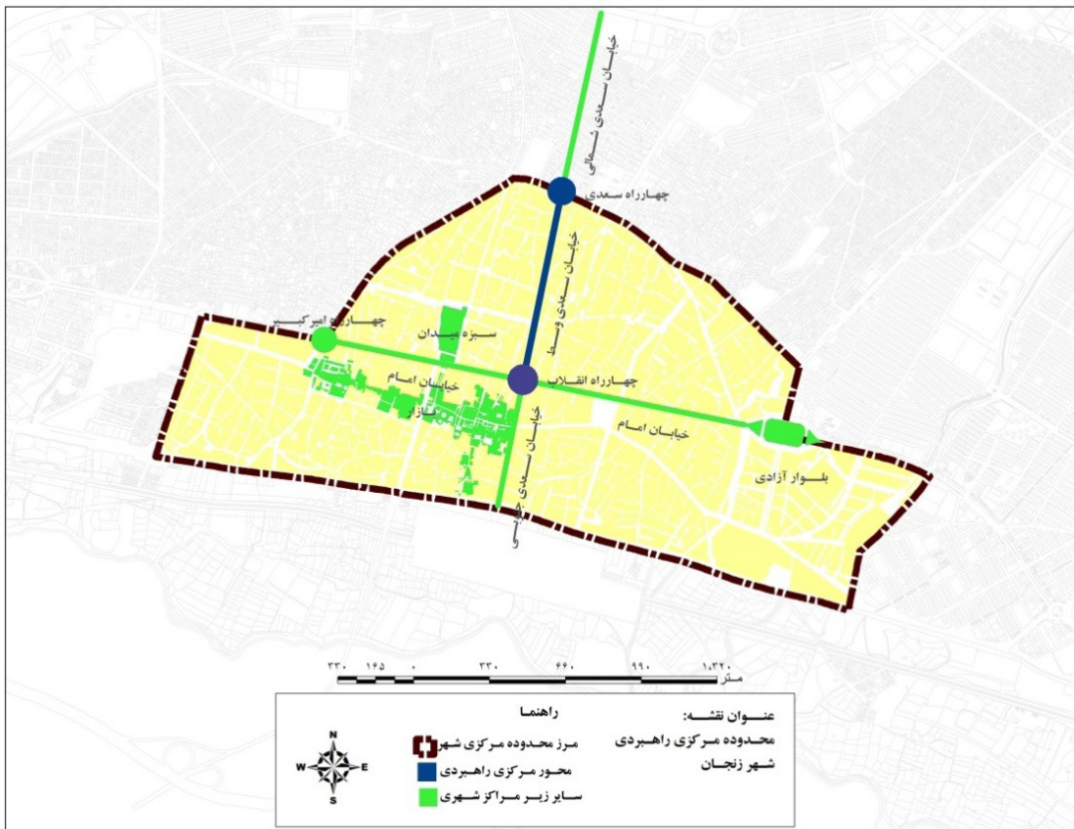 خیابان سعدی شمالی
چهارراه سعدی
خیابان سعدی وسط
چهارراه امیرکبیر
سبزه میدان
چهارراه انقلاب
خیابان امام
بازار
خیابان امام
خیابان سعدی جنوبی
بلوار آزادی
۳۳۰ ۱۶۵ ۰ ۳۳۰ ۶۶۰ ۹۹۰ ۱،۳۲۰
متر
عنوان نقشه:
محدوده مرکزی راهبردی
شهر زنجان
راهنما
مرز محدوده مرکزی شهر
محور مرکزی راهبردی
سایر زیر مراکز شهری
N
W E
S